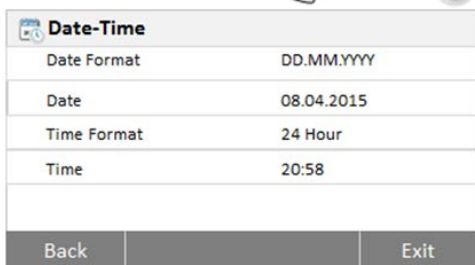 Date-Time
Date Format DD.MM.YYYY
Date 08.04.2015
Time Format 24 Hour
Time 20:58
Back Exit